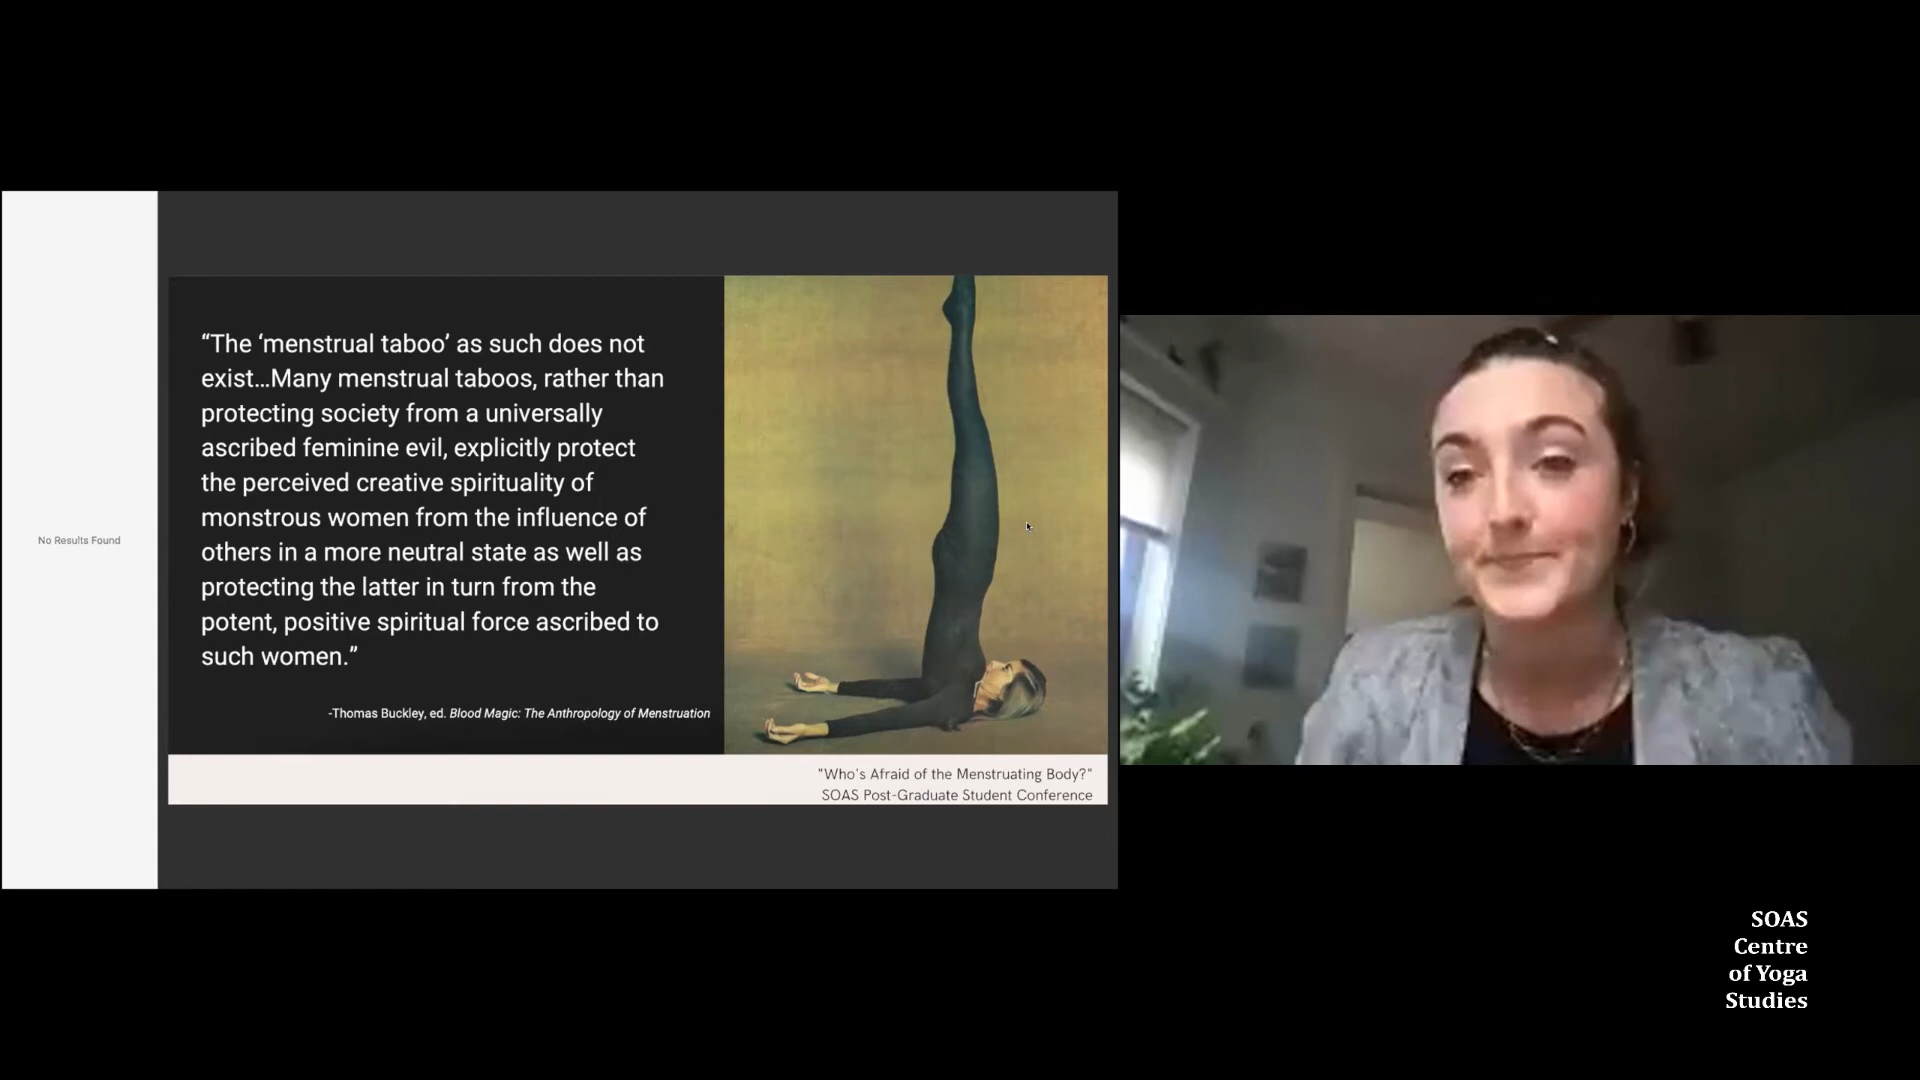 No Results Found
“The ‘menstrual taboo’ as such does not
exist...Many menstrual taboos, rather than
protecting society from a universally
ascribed feminine evil, explicitly protect
the perceived creative spirituality of
monstrous women from the influence of
others in a more neutral state as well as
protecting the latter in turn from the
potent, positive spiritual force ascribed to
such women.”
-Thomas Buckley, ed. Blood Magic: The Anthropology of Menstruation
"Who's Afraid of the Menstruating Body?"
SOAS Post-Graduate Student Conference
SOAS
Centre
of Yoga
Studies